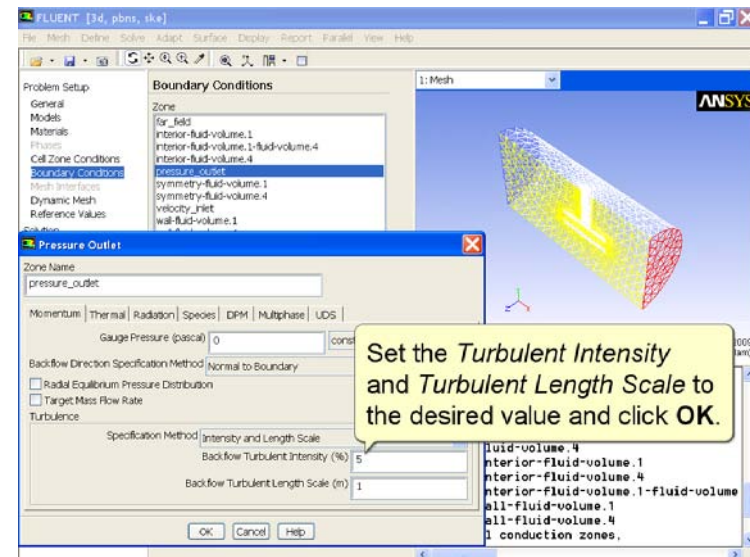 FLUENT [3d, pbns, ske]
File Mesh Define Solve Adapt Surface Display Report Parallel View Help
Problem Setup
General
Models
Materials
Phases
Cell Zone Conditions
Boundary Conditions
Mesh Interfaces
Dynamic Mesh
Reference Values
Solution
Boundary Conditions
Zone
far_field
interior-fluid-volume.1
interior-fluid-volume.1-fluid-volume.4
interior-fluid-volume.4
pressure_outlet
symmetry-fluid-volume.1
symmetry-fluid-volume.4
velocity_inlet
wall-fluid-volume.1
1: Mesh
ANSYS
Pressure Outlet
Zone Name
pressure_outlet
Momentum Thermal Radiation Species DPM Multiphase UDS
Gauge Pressure (pascal) 0 const
Backflow Direction Specification Method Normal to Boundary
Radial Equilibrium Pressure Distribution
Target Mass Flow Rate
Turbulence
Specification Method Intensity and Length Scale
Backflow Turbulent Intensity (%) 5
Backflow Turbulent Length Scale (m) 1
OK Cancel Help
Set the Turbulent Intensity
and Turbulent Length Scale to
the desired value and click OK.
luid-volume.4
nterior-fluid-volume.1
nterior-fluid-volume.4
nterior-fluid-volume.1-fluid-volume
all-fluid-volume.1
all-fluid-volume.4
l conduction zones,